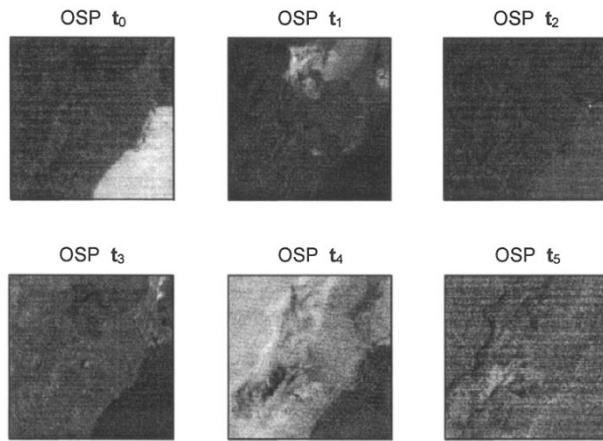 OSP t₀
OSP t₁
OSP t₂
OSP t₃
OSP t₄
OSP t₅